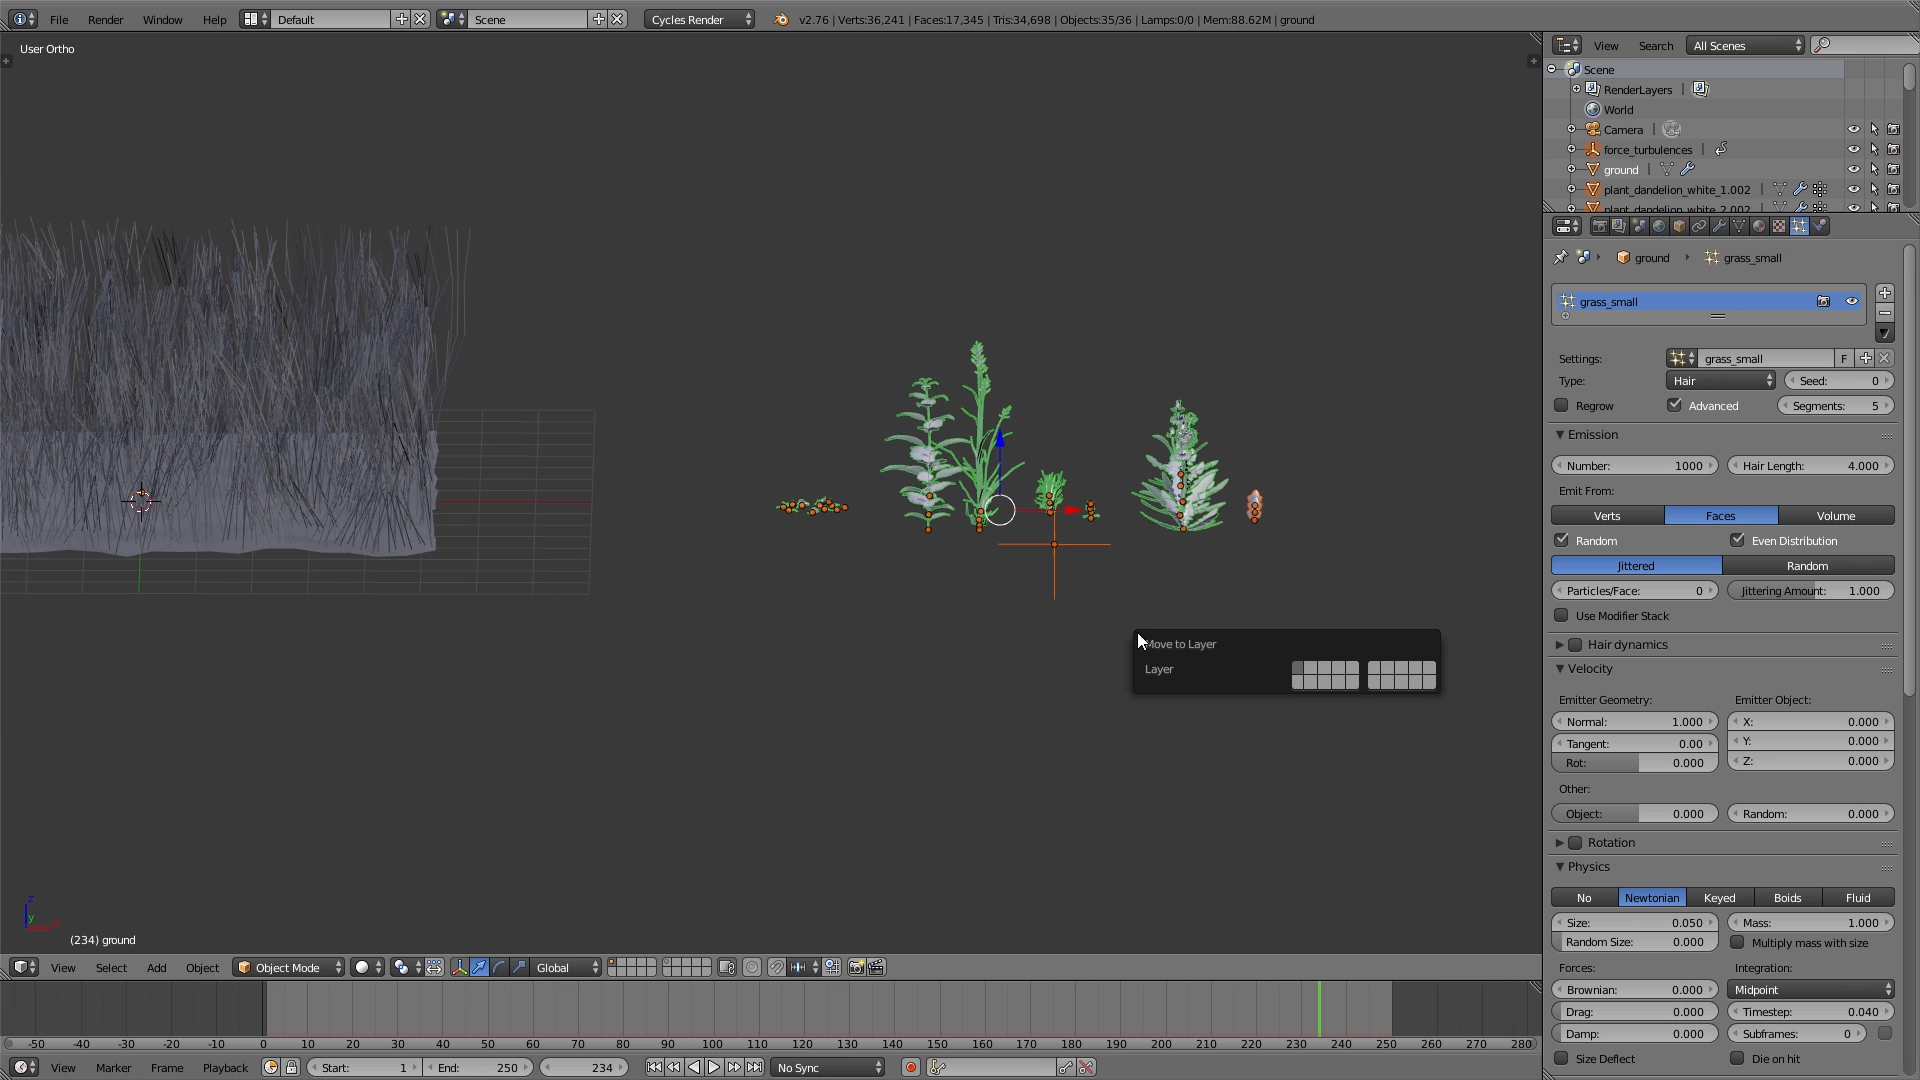 File Render Window Help Default Scene Cycles Render v2.76 | Verts:36,241 | Faces:17,345 | Tris:34,698 | Objects:35/36 | Lamps:0/0 | Mem:88.62M | ground
User Ortho
View Search All Scenes
Scene
RenderLayers
World
Camera
force_turbulences
ground
plant_dandelion_white_1.002
plant_dandelion_white_2.002
ground grass_small
grass_small
Settings: grass_small F
Type: Hair Seed: 0
Regrow Advanced Segments: 5
Emission
Number: 1000 Hair Length: 4.000
Emit From:
Verts Faces Volume
Random Even Distribution
Jittered Random
Particles/Face: 0 Jittering Amount: 1.000
Use Modifier Stack
Hair dynamics
Velocity
Emitter Geometry: Emitter Object:
Normal: 1.000 X: 0.000
Tangent: 0.00 Y: 0.000
Rot: 0.000 Z: 0.000
Other:
Object: 0.000 Random: 0.000
Rotation
Physics
No Newtonian Keyed Boids Fluid
Size: 0.050 Mass: 1.000
Random Size: 0.000 Multiply mass with size
Forces: Integration:
Brownian: 0.000 Midpoint
Drag: 0.000 Timestep: 0.040
Damp: 0.000 Subframes: 0
Size Deflect Die on hit
Move to Layer
Layer
z
y
x
(234) ground
View Select Add Object Object Mode Global
-50 -40 -30 -20 -10 0 10 20 30 40 50 60 70 80 90 100 110 120 130 140 150 160 170 180 190 200 210 220 230 240 250 260 270 280
View Marker Frame Playback Start: 1 End: 250 234 No Sync